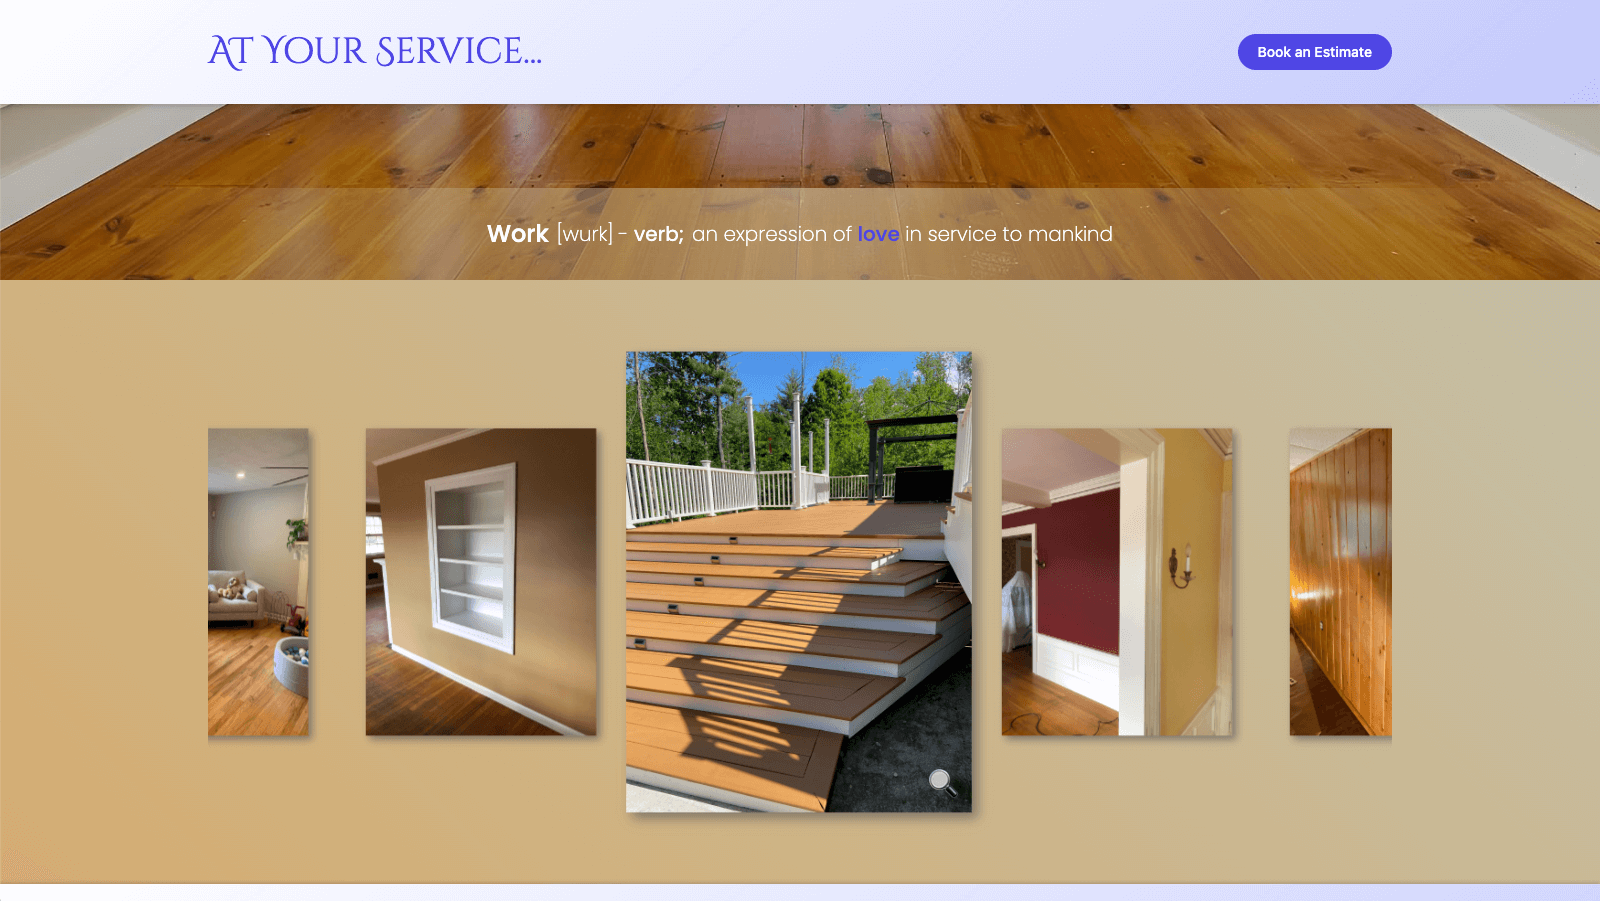 At Your Service...
Book an Estimate
Work [wurk] - verb; an expression of love in service to mankind